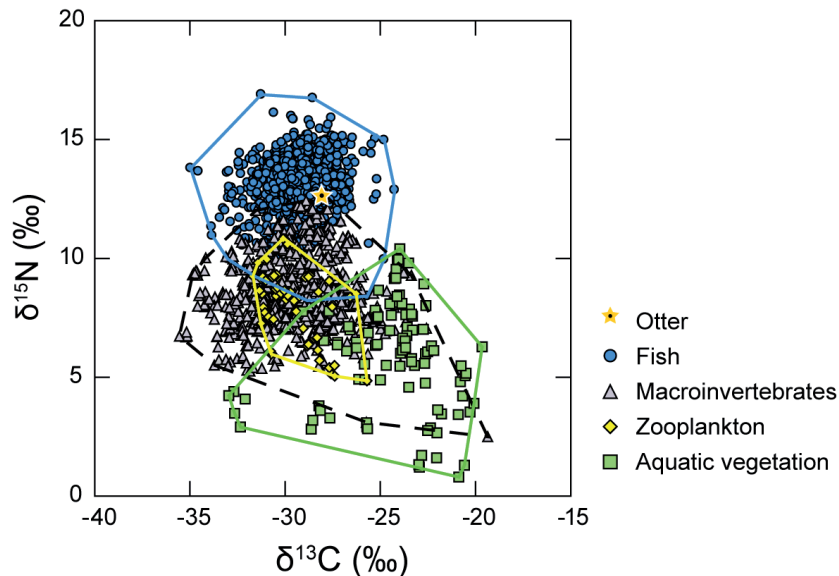 20
15
10
5
0
δ15N (‰)
-40 -35 -30 -25 -20 -15
δ13C (‰)
Otter
Fish
Macroinvertebrates
Zooplankton
Aquatic vegetation